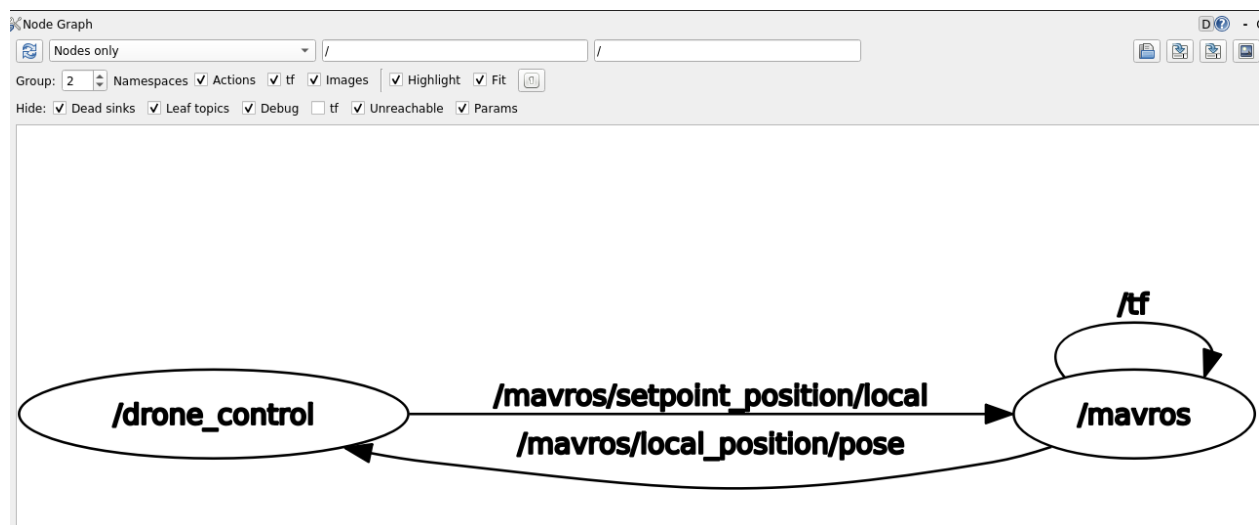 Node Graph
D
Nodes only
/
/
Group: 2 Namespaces Actions tf Images Highlight Fit
Hide: Dead sinks Leaf topics Debug tf Unreachable Params
/tf
/mavros/setpoint_position/local
/drone_control
/mavros
/mavros/local_position/pose